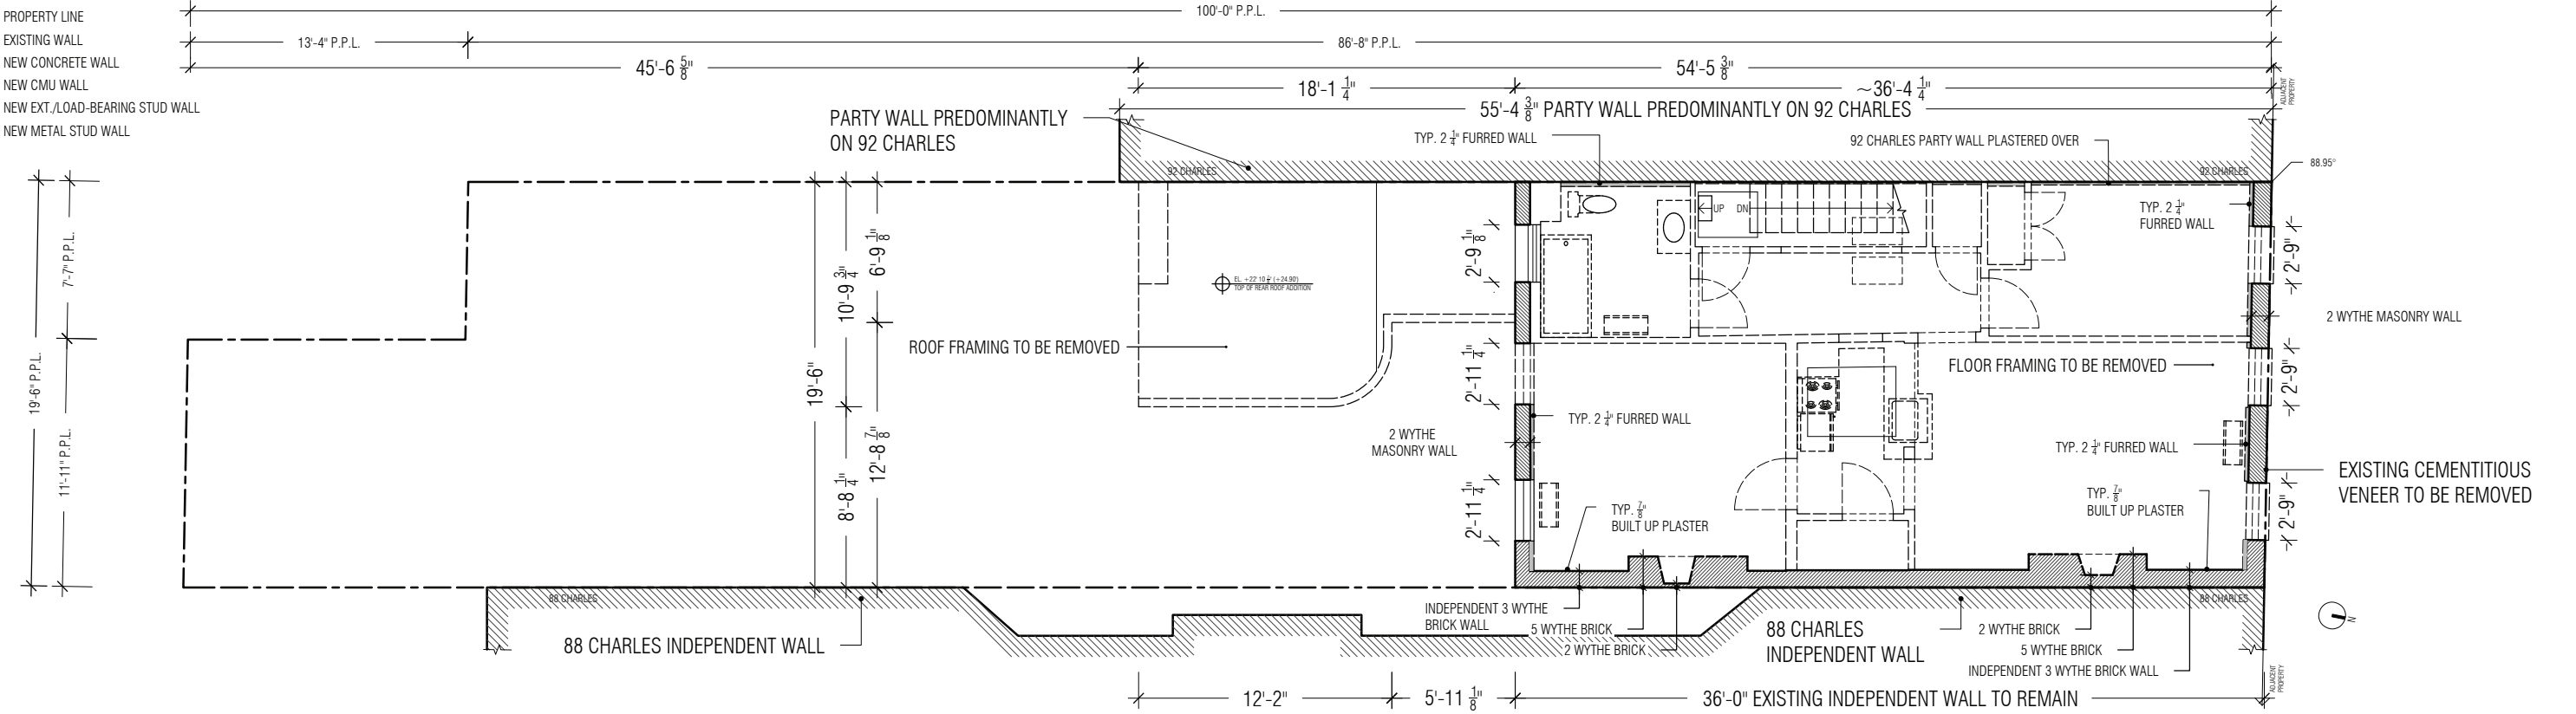 PROPERTY LINE
EXISTING WALL
NEW CONCRETE WALL
NEW CMU WALL
NEW EXT./LOAD-BEARING STUD WALL
NEW METAL STUD WALL
100'-0" P.P.L.
13'-4" P.P.L.
86'-8" P.P.L.
45'-6 5/8"
54'-5 3/8"
18'-1 1/4"
~36'-4 1/4"
55'-4 3/8" PARTY WALL PREDOMINANTLY ON 92 CHARLES
ADJACENT
PROPERTY
PARTY WALL PREDOMINANTLY
ON 92 CHARLES
TYP. 2 1/4" FURRED WALL
92 CHARLES PARTY WALL PLASTERED OVER
88.95°
92 CHARLES
92 CHARLES
UP DN
TYP. 2 1/4"
FURRED WALL
19'-6" P.P.L.
7'-7" P.P.L.
11'-11" P.P.L.
19'-6"
10'-9 3/4"
8'-8 1/4"
6'-9 1/8"
12'-8 7/8"
TOP OF REAR ROOF ADDITION
2'-9 1/8"
2'-11 1/4"
2'-11 1/4"
2'-9"
2'-9"
2'-9"
2 WYTHE MASONRY WALL
ROOF FRAMING TO BE REMOVED
FLOOR FRAMING TO BE REMOVED
TYP. 2 1/4" FURRED WALL
2 WYTHE
MASONRY WALL
TYP. 2 1/4" FURRED WALL
EXISTING CEMENTITIOUS
VENEER TO BE REMOVED
TYP. 7/8"
BUILT UP PLASTER
TYP. 7/8"
BUILT UP PLASTER
88 CHARLES
88 CHARLES
INDEPENDENT 3 WYTHE
BRICK WALL
5 WYTHE BRICK
2 WYTHE BRICK
88 CHARLES INDEPENDENT WALL
88 CHARLES
INDEPENDENT WALL
2 WYTHE BRICK
5 WYTHE BRICK
INDEPENDENT 3 WYTHE BRICK WALL
N
ADJACENT
PROPERTY
12'-2"
5'-11 1/8"
36'-0" EXISTING INDEPENDENT WALL TO REMAIN